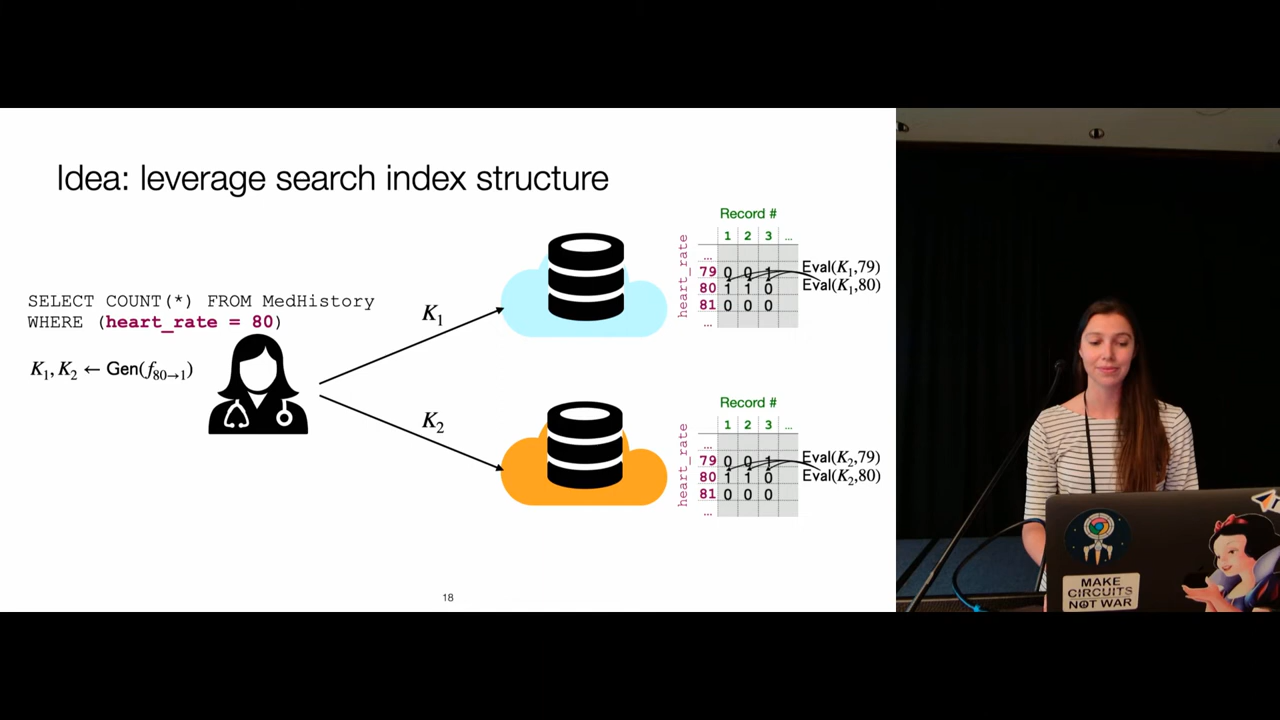 Idea: leverage search index structure
SELECT COUNT(*) FROM MedHistory
WHERE (heart_rate = 80)
K₁, K₂ ← Gen(f₈₀→₁)
K₁
K₂
Record #
1 2 3 ...
heart_rate
...
79 0 0 1
80 1 1 0
81 0 0 0
...
Eval(K₁,79)
Eval(K₁,80)
Record #
1 2 3 ...
heart_rate
...
79 0 0 1
80 1 1 0
81 0 0 0
...
Eval(K₂,79)
Eval(K₂,80)
18
MAKE
CIRCUITS
NOT WAR